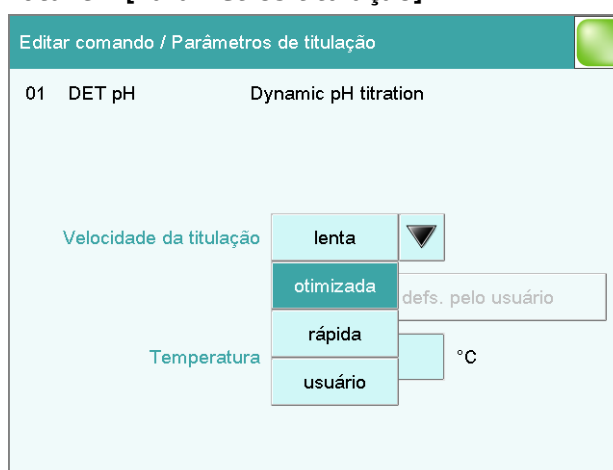 Editar comando / Parâmetros de titulação
01 DET pH Dynamic pH titration
Velocidade da titulação lenta
otimizada
defs. pelo usuário
rápida
Temperatura °C
usuário